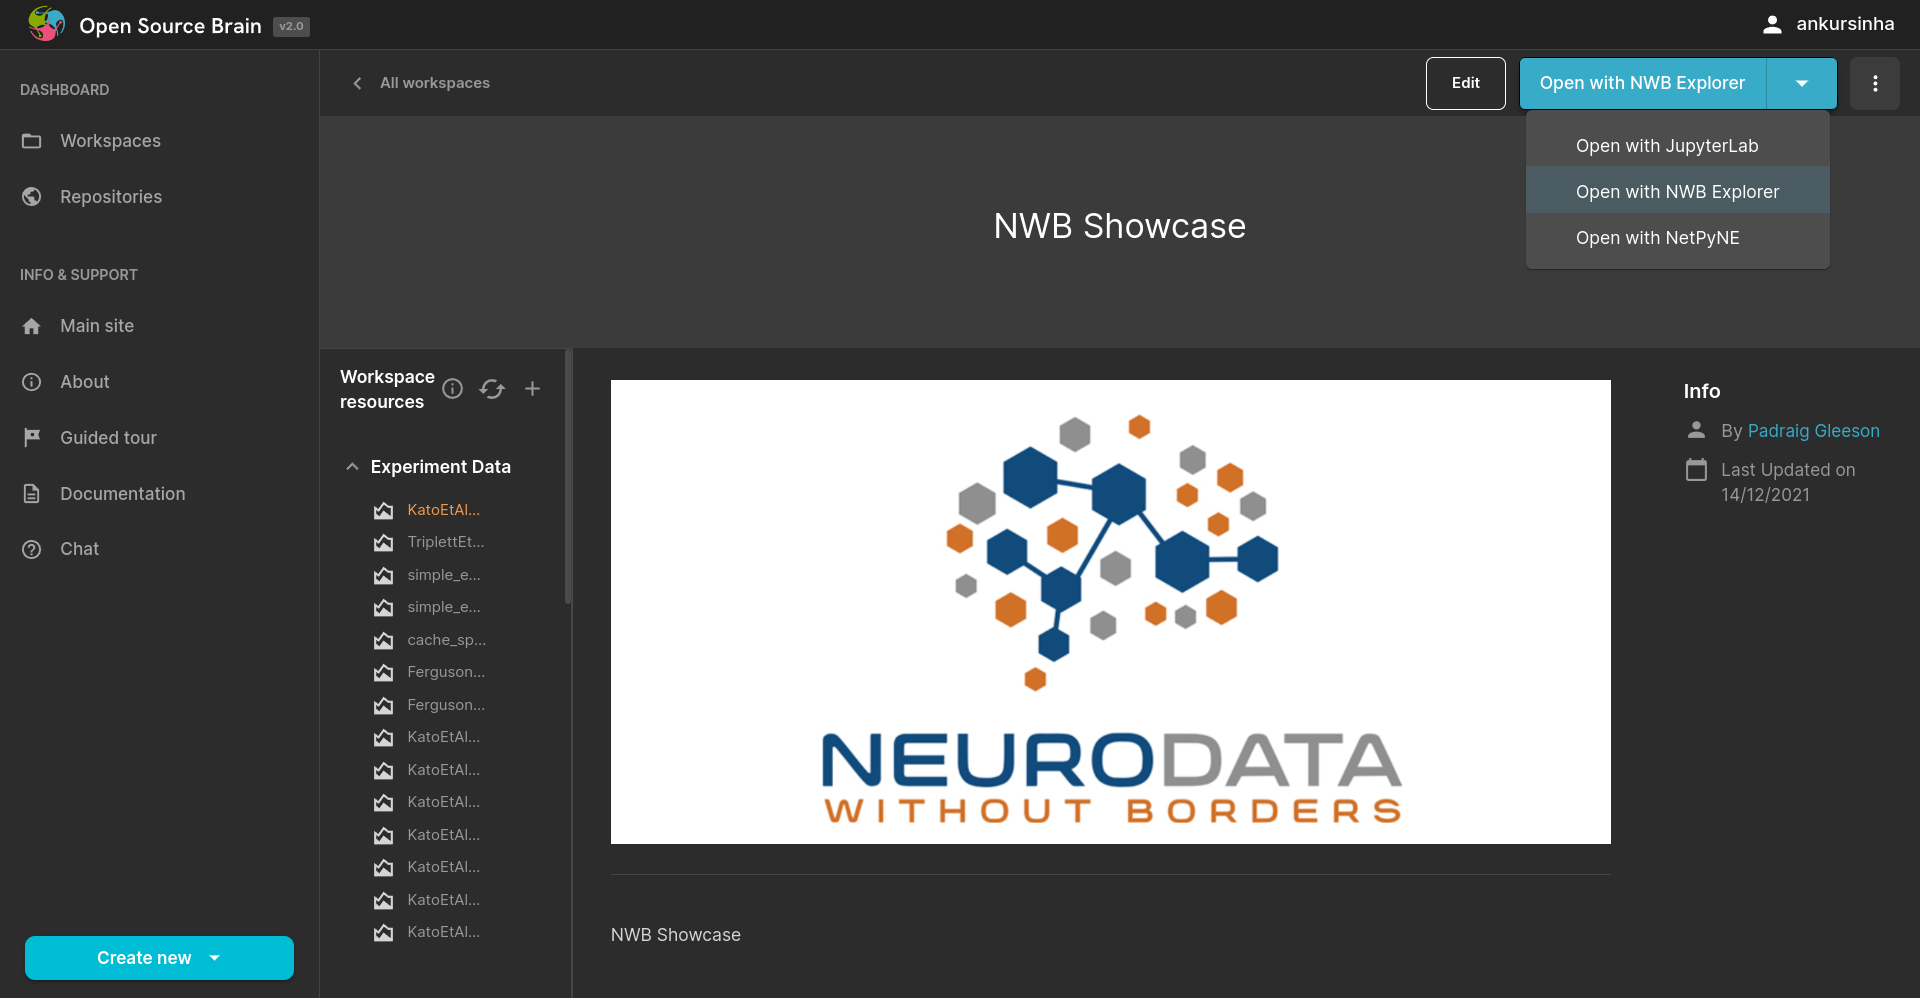 Open Source Brain v2.0
ankursinha
DASHBOARD
Workspaces
Repositories
INFO & SUPPORT
Main site
About
Guided tour
Documentation
Chat
Create new
All workspaces
Edit
Open with NWB Explorer
Open with JupyterLab
Open with NWB Explorer
Open with NetPyNE
NWB Showcase
Workspace
resources
Experiment Data
KatoEtAl...
TriplettEt...
simple_e...
simple_e...
cache_sp...
Ferguson...
Ferguson...
KatoEtAl...
KatoEtAl...
KatoEtAl...
KatoEtAl...
KatoEtAl...
KatoEtAl...
KatoEtAl...
NEURODATA
WITHOUT BORDERS
NWB Showcase
Info
By Padraig Gleeson
Last Updated on
14/12/2021